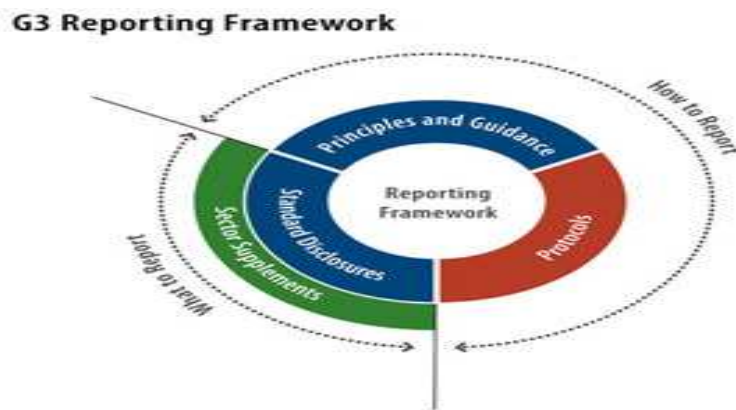 G3 Reporting Framework
How to Report
Principles and Guidance
Reporting
Framework
Standard Disclosures
Sector Supplements
Protocols
What to Report